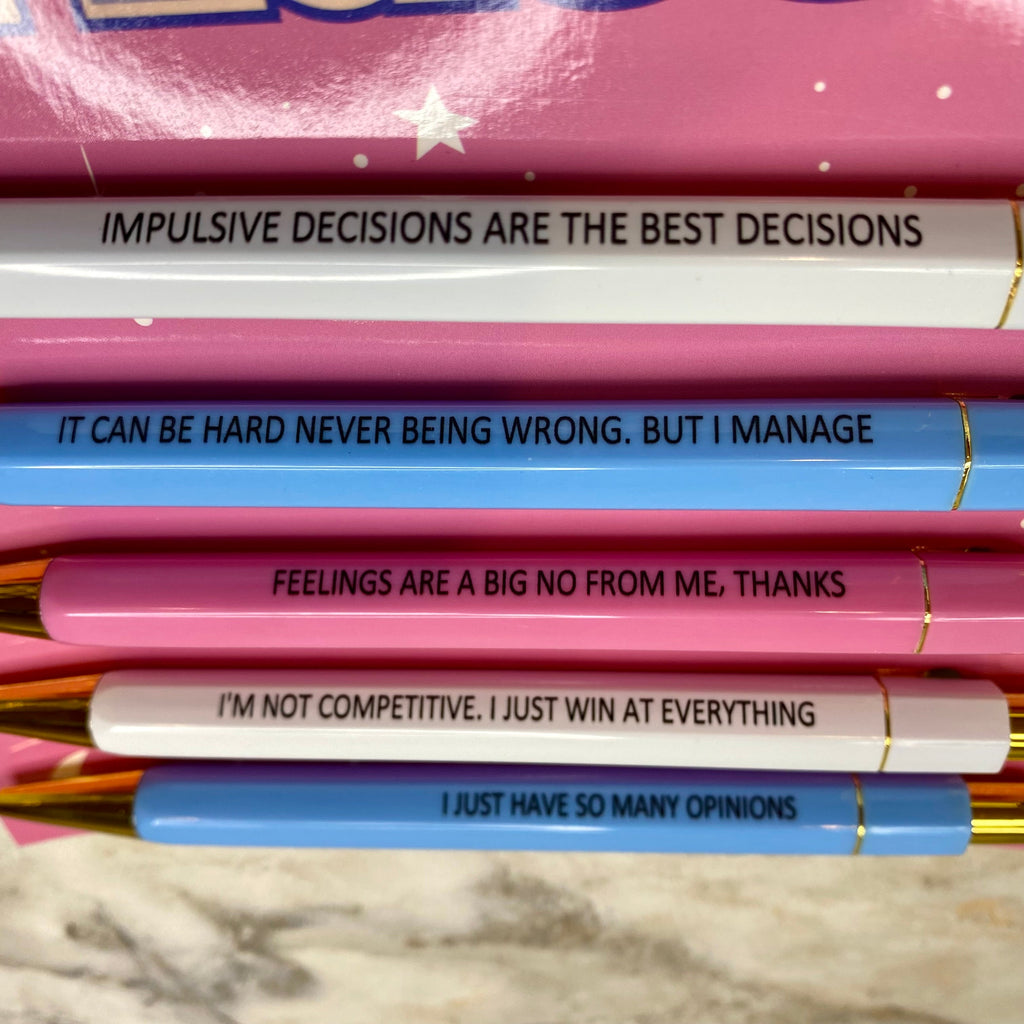 IMPULSIVE DECISIONS ARE THE BEST DECISIONS
IT CAN BE HARD NEVER BEING WRONG. BUT I MANAGE
FEELINGS ARE A BIG NO FROM ME, THANKS
I'M NOT COMPETITIVE. I JUST WIN AT EVERYTHING
I JUST HAVE SO MANY OPINIONS